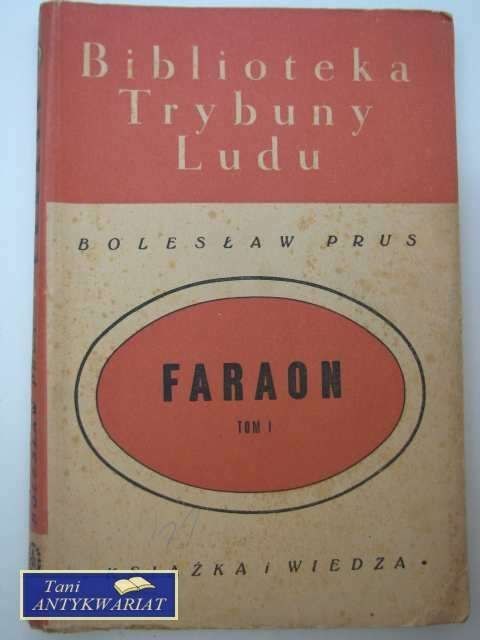 Biblioteka
Trybuny
Ludu
BOLESŁAW PRUS
FARAON
TOM I
KSIĄŻKA i WIEDZA •
Tani
ANTYKWARIAT